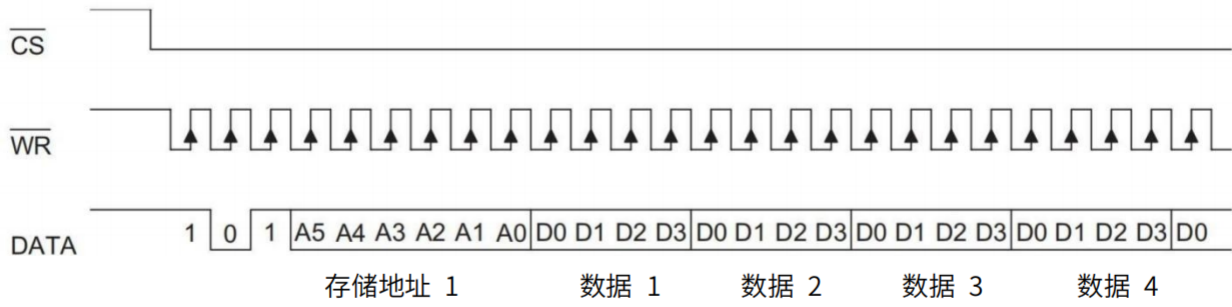 C̅S̅
W̅R̅
DATA 1 0 1 A5 A4 A3 A2 A1 A0 D0 D1 D2 D3 D0 D1 D2 D3 D0 D1 D2 D3 D0 D1 D2 D3 D0
存储地址 1 数据 1 数据 2 数据 3 数据 4